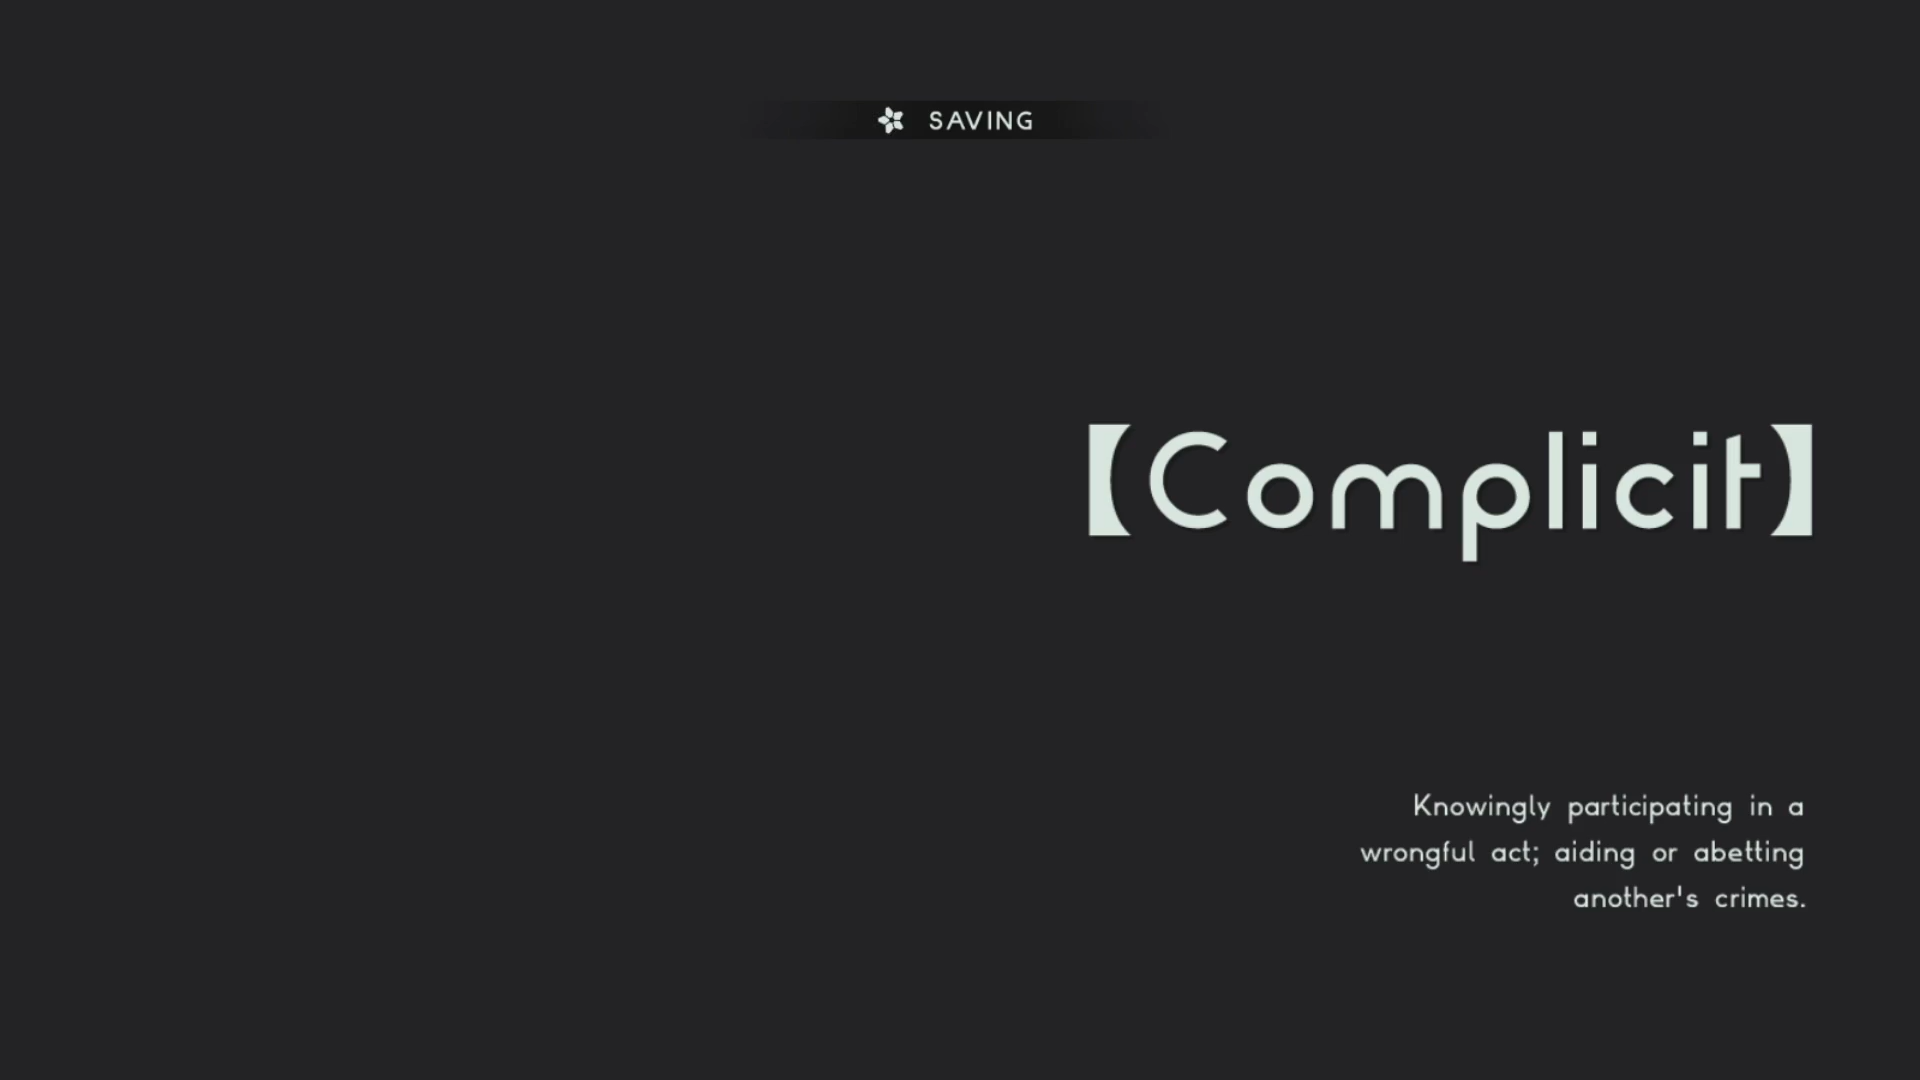 SAVING
【Complicit】
Knowingly participating in a
wrongful act; aiding or abetting
another's crimes.